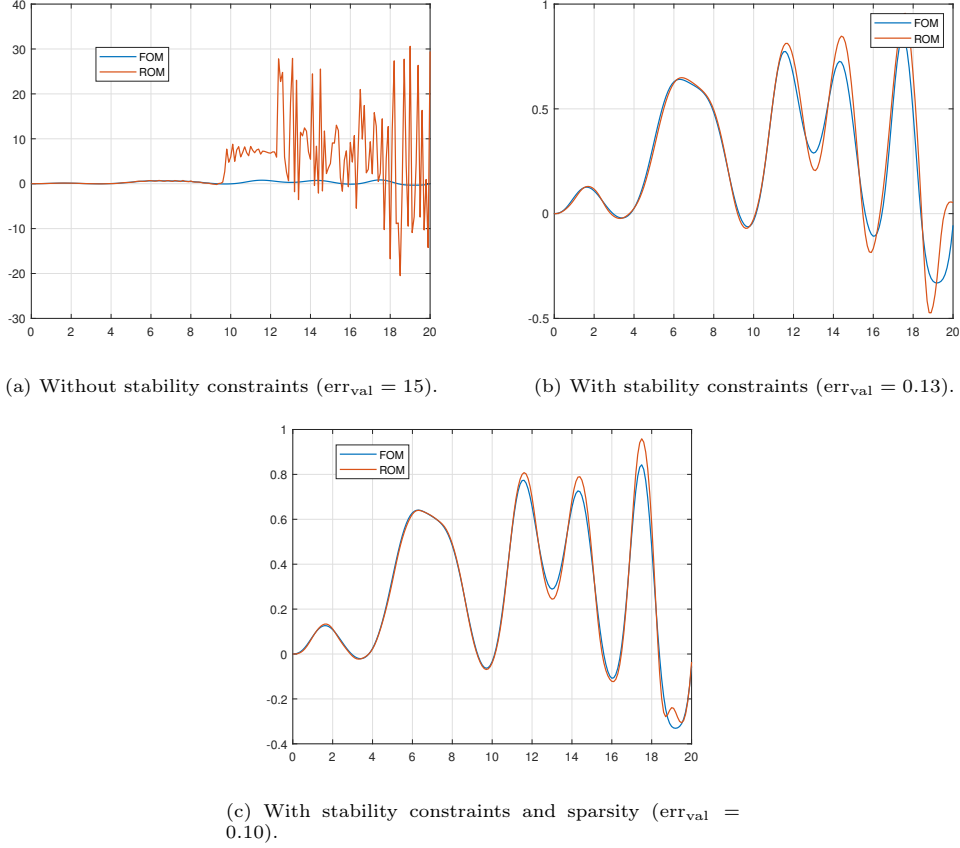 40
30
20
10
0
-10
-20
-30
0 2 4 6 8 10 12 14 16 18 20
FOM
ROM
(a) Without stability constraints (err_val = 15).
1
0.5
0
-0.5
0 2 4 6 8 10 12 14 16 18 20
FOM
ROM
(b) With stability constraints (err_val = 0.13).
1
0.8
0.6
0.4
0.2
0
-0.2
-0.4
0 2 4 6 8 10 12 14 16 18 20
FOM
ROM
(c) With stability constraints and sparsity (err_val =
0.10).